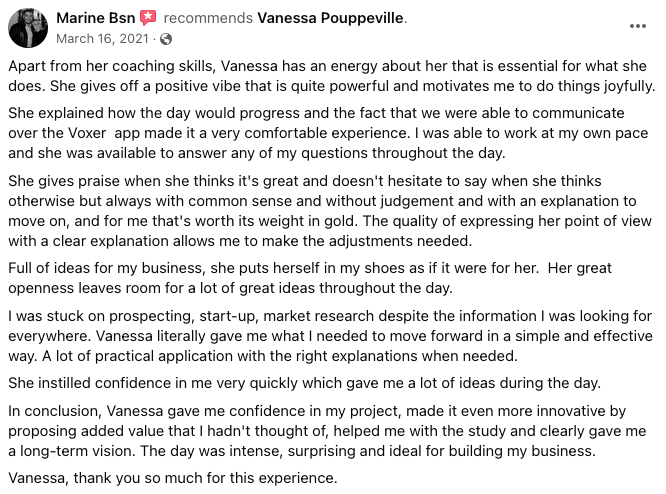 Marine Bsn recommends Vanessa Pouppeville.
March 16, 2021 ·
Apart from her coaching skills, Vanessa has an energy about her that is essential for what she
does. She gives off a positive vibe that is quite powerful and motivates me to do things joyfully.
She explained how the day would progress and the fact that we were able to communicate
over the Voxer  app made it a very comfortable experience. I was able to work at my own pace
and she was available to answer any of my questions throughout the day.
She gives praise when she thinks it's great and doesn't hesitate to say when she thinks
otherwise but always with common sense and without judgement and with an explanation to
move on, and for me that's worth its weight in gold. The quality of expressing her point of view
with a clear explanation allows me to make the adjustments needed.
Full of ideas for my business, she puts herself in my shoes as if it were for her.  Her great
openness leaves room for a lot of great ideas throughout the day.
I was stuck on prospecting, start-up, market research despite the information I was looking for
everywhere. Vanessa literally gave me what I needed to move forward in a simple and effective
way. A lot of practical application with the right explanations when needed.
She instilled confidence in me very quickly which gave me a lot of ideas during the day.
In conclusion, Vanessa gave me confidence in my project, made it even more innovative by
proposing added value that I hadn't thought of, helped me with the study and clearly gave me
a long-term vision. The day was intense, surprising and ideal for building my business.
Vanessa, thank you so much for this experience.